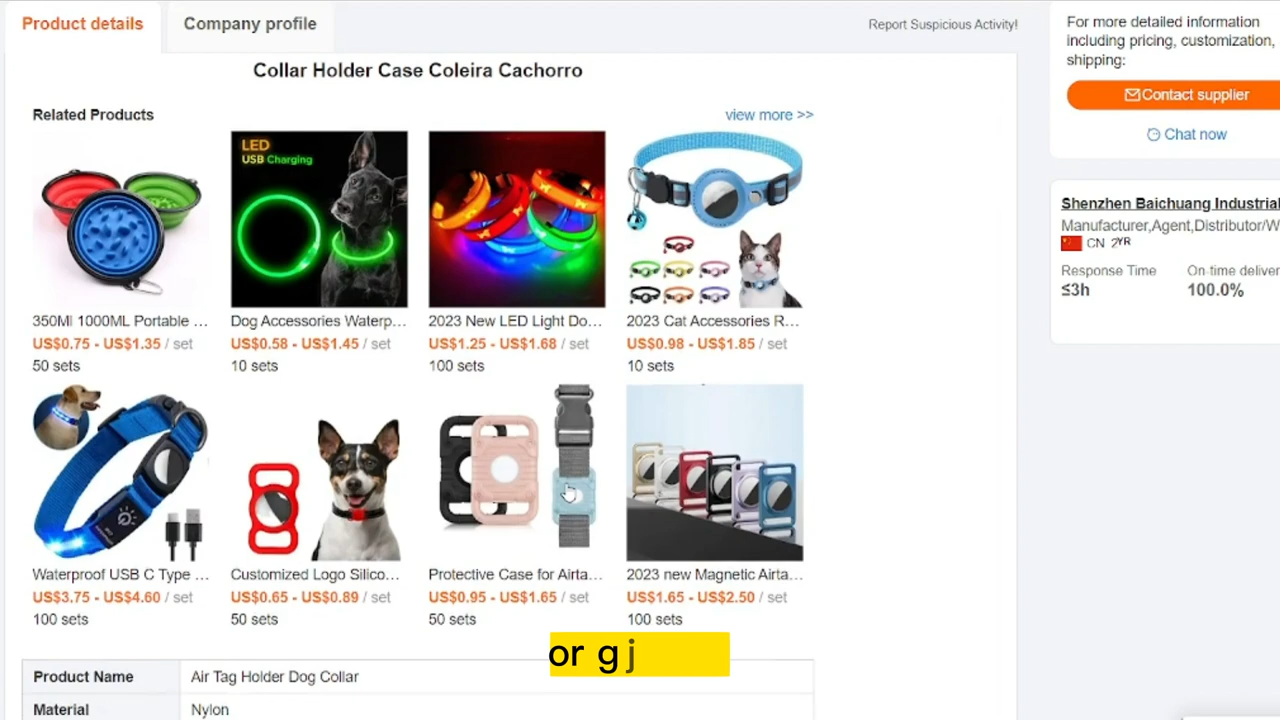 Product details
Company profile
Report Suspicious Activity!
Collar Holder Case Coleira Cachorro
Related Products
view more >>
LED
USB Charging
350Ml 1000ML Portable ...
Dog Accessories Waterp...
2023 New LED Light Do...
2023 Cat Accessories R...
US$0.75 - US$1.35 / set
US$0.58 - US$1.45 / set
US$1.25 - US$1.68 / set
US$0.98 - US$1.85 / set
50 sets
10 sets
100 sets
10 sets
Waterproof USB C Type ...
Customized Logo Silico...
Protective Case for Airta...
2023 new Magnetic Airta...
US$3.75 - US$4.60 / set
US$0.65 - US$0.89 / set
US$0.95 - US$1.65 / set
US$1.65 - US$2.50 / set
100 sets
50 sets
50 sets
100 sets
or g j
Product Name
Air Tag Holder Dog Collar
Material
Nylon
For more detailed information
including pricing, customization,
shipping:
Contact supplier
Chat now
Shenzhen Baichuang Industrial
Manufacturer,Agent,Distributor/W
CN 2YR
Response Time
On-time deliver
≤3h
100.0%